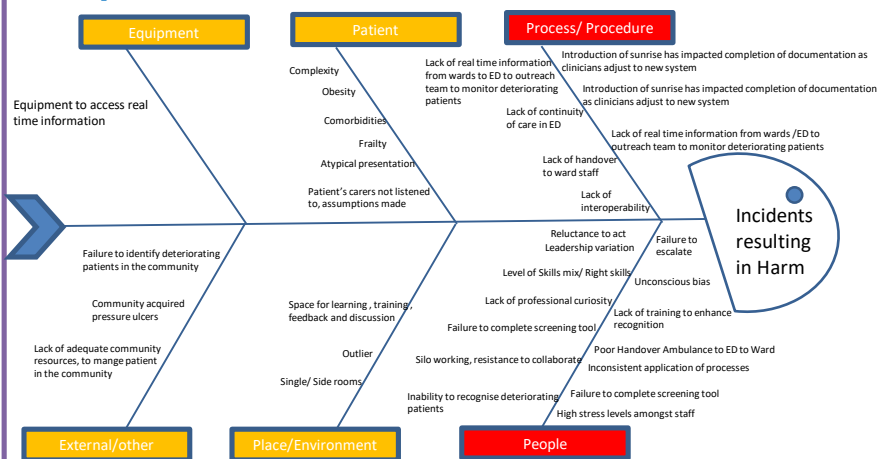 Equipment
Patient
Process/ Procedure
Equipment to access real
time information
Complexity
Obesity
Comorbidities
Frailty
Atypical presentation
Patient's carers not listened
to, assumptions made
Lack of real time information
from wards to ED to outreach
team to monitor deteriorating
patients
Lack of continuity
of care in ED
Lack of handover
to ward staff
Lack of
interoperability
Introduction of sunrise has impacted completion of documentation as
clinicians adjust to new system
Introduction of sunrise has impacted completion of documentation
as clinicians adjust to new system
Lack of real time information from wards /ED to
outreach team to monitor deteriorating patients
Incidents
resulting
in Harm
Failure to identify deteriorating
patients in the community
Community acquired
pressure ulcers
Lack of adequate community
resources, to mange patient
in the community
Space for learning , training ,
feedback and discussion
Outlier
Single/ Side rooms
Reluctance to act
Leadership variation
Level of Skills mix/ Right skills
Lack of professional curiosity
Failure to complete screening tool
Silo working, resistance to collaborate
Inability to recognise deteriorating
patients
Failure to
escalate
Unconscious bias
Lack of training to enhance
recognition
Poor Handover Ambulance to ED to Ward
Inconsistent application of processes
Failure to complete screening tool
High stress levels amongst staff
External/other
Place/Environment
People